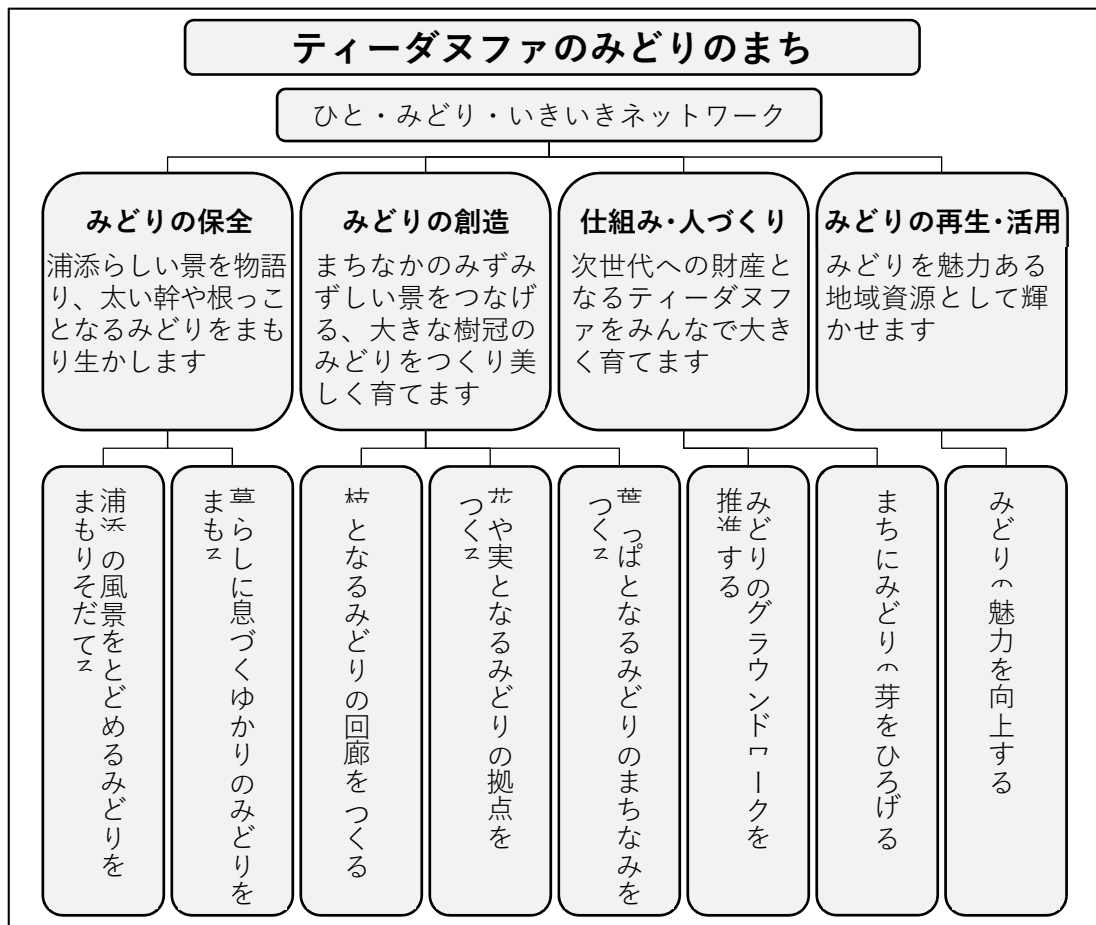 ティーダヌファのみどりのまち
ひと・みどり・いきいきネットワーク
みどりの保全
浦添らしい景を物語
り、太い幹や根っこ
となるみどりをまも
り生かします
みどりの創造
まちなかのみずみ
ずしい景をつなげ
る、大きな樹冠の
みどりをつくり美
しく育てます
仕組み・人づくり
次世代への財産と
なるティーダヌフ
ァをみんなで大き
く育てます
みどりの再生・活用
みどりを魅力ある
地域資源として輝
かせます
浦添の風景をとどめるみどりを
まもりそだてる
暮らしに息づくゆかりのみどりを
まもる
枝となるみどりの回廊をつくる
花や実となるみどりの拠点を
つくる
葉っぱとなるみどりのまちなみを
つくる
みどりのグラウンドワークを
推進する
まちにみどりの芽をひろげる
みどりの魅力を向上する